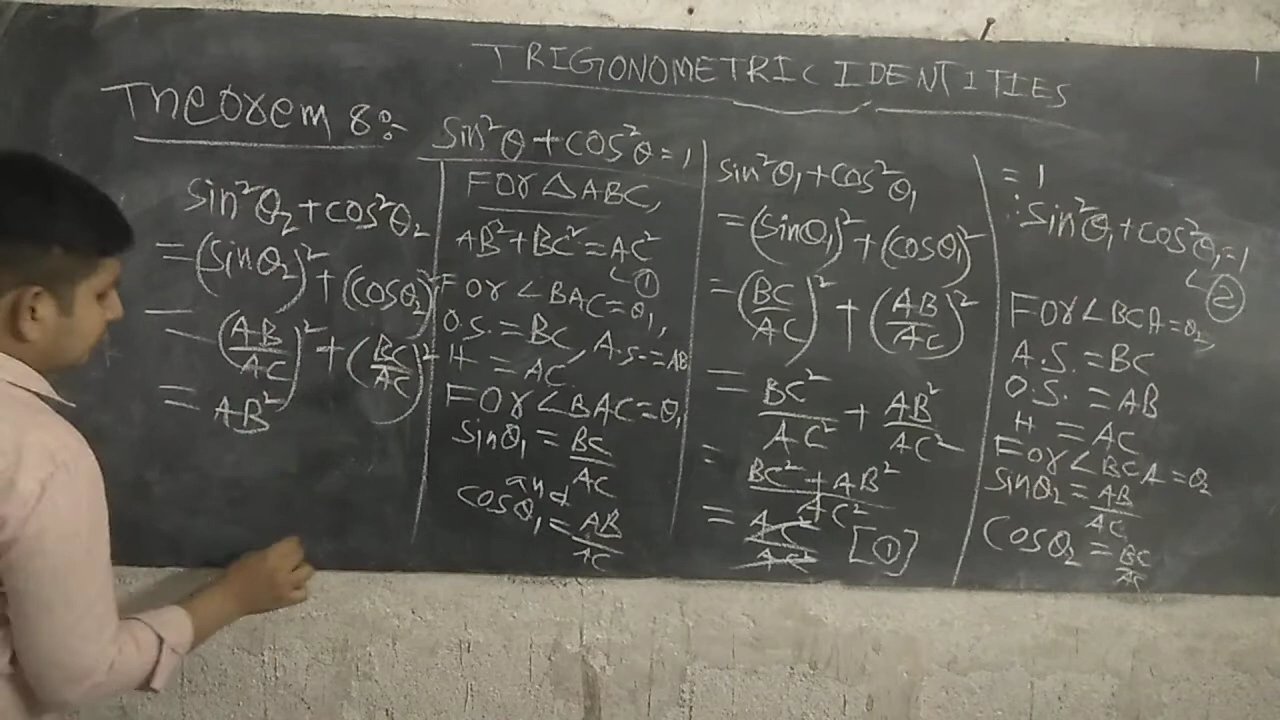 TRIGONOMETRIC IDENTITIES
Theorem 8:-
sin²θ + cos²θ = 1
sin²θ₂ + cos²θ₂
= (sinθ₂)² + (cosθ₂)²
= (AB/AC)² + (BC/AC)²
= AB²
For △ABC,
AB² + BC² = AC²
①
For ∠BAC = θ₁,
O.S. = BC, A.S. = AB
H = AC
For ∠BAC = θ₁
sinθ₁ = BC/AC
and
cosθ₁ = AB/AC
sin²θ₁ + cos²θ₁
= (sinθ₁)² + (cosθ₁)²
= (BC/AC)² + (AB/AC)²
= BC²/AC² + AB²/AC²
= BC² + AB²/AC²
= AC²/AC² [①]
= 1
∴ sin²θ₁ + cos²θ₁ = 1
②
For ∠BCA = θ₂,
A.S. = BC
O.S. = AB
H = AC
For ∠BCA = θ₂
sinθ₂ = AB/AC
cosθ₂ = BC/AC